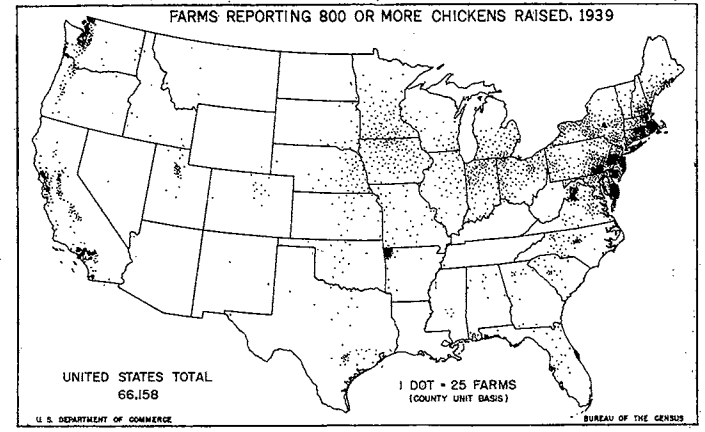 FARMS REPORTING 800 OR MORE CHICKENS RAISED, 1939
UNITED STATES TOTAL
66,158
1 DOT = 25 FARMS
(COUNTY UNIT BASIS)
U. S. DEPARTMENT OF COMMERCE
BUREAU OF THE CENSUS